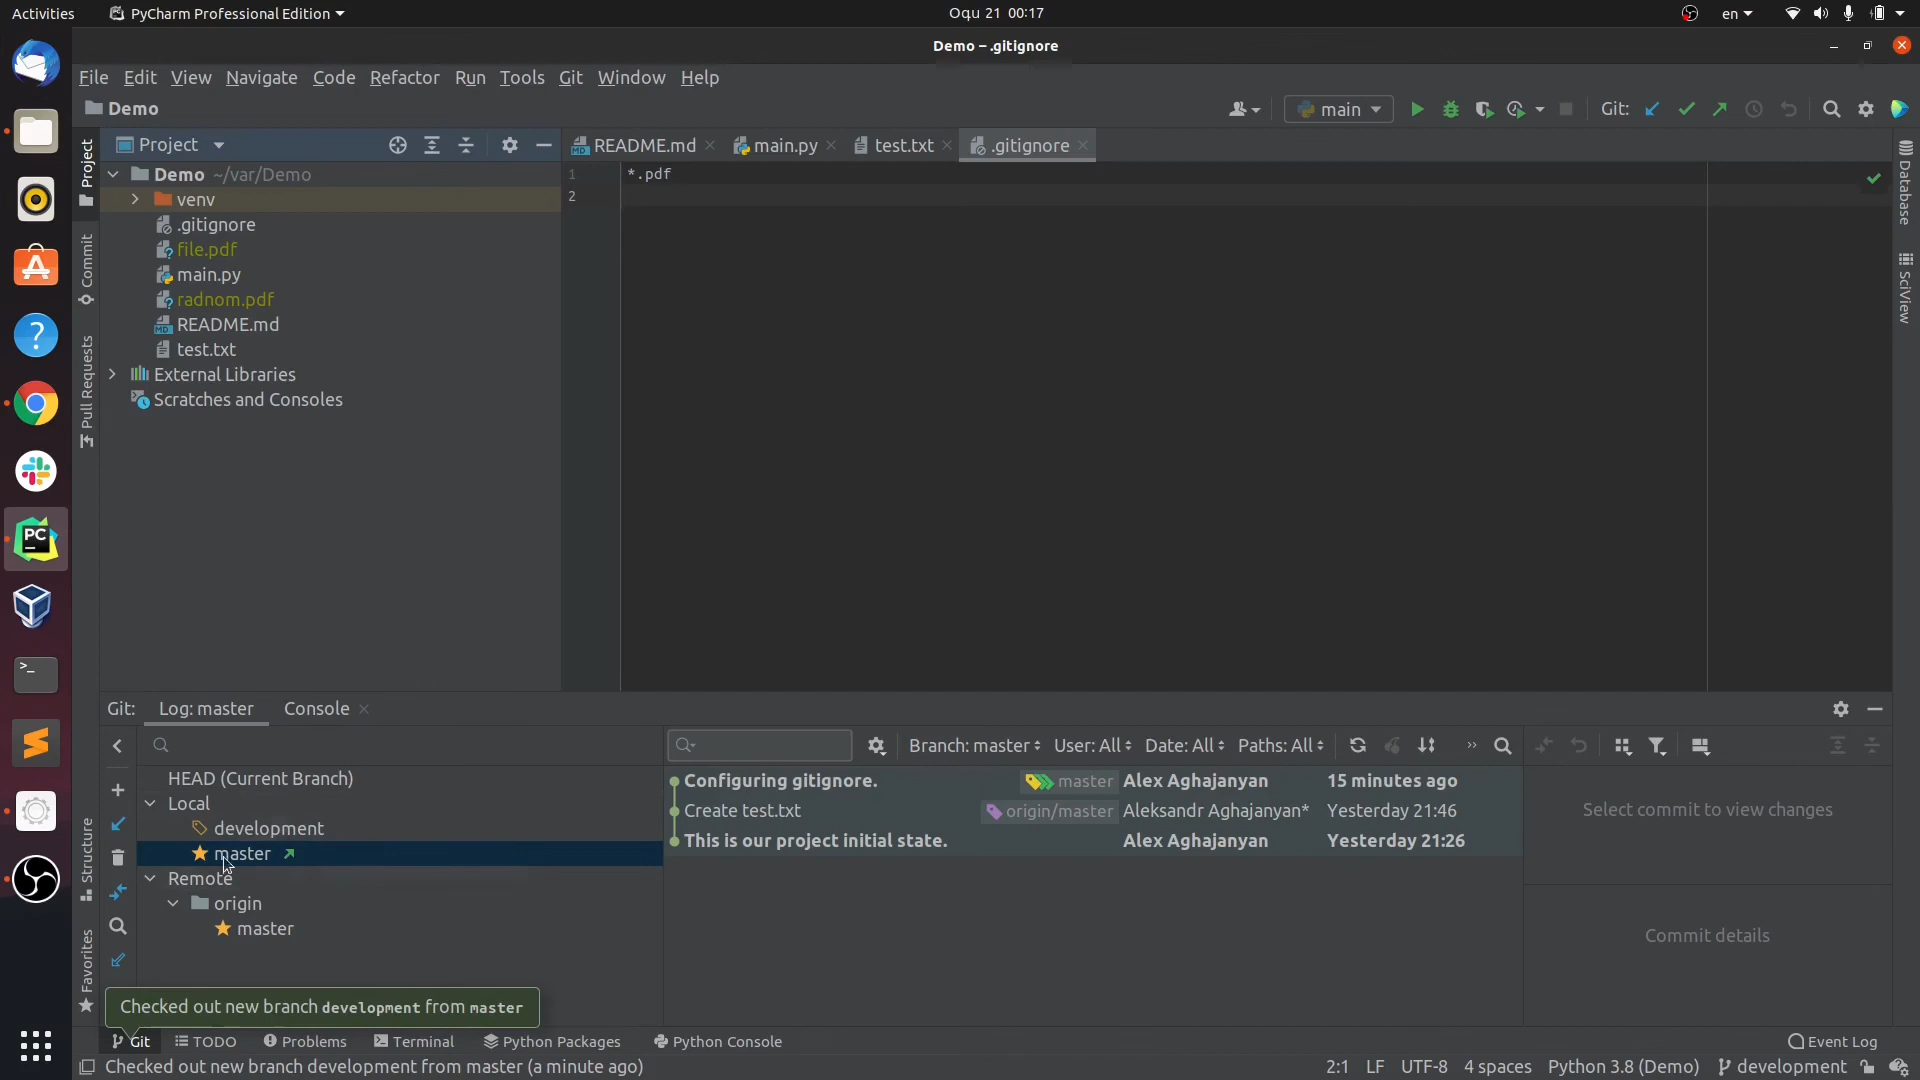 Activities
PyCharm Professional Edition
Օգս 21 00:17
en
Demo – .gitignore
File Edit View Navigate Code Refactor Run Tools Git Window Help
Demo
main
Git:
Project
README.md
main.py
test.txt
.gitignore
Demo ~/var/Demo
venv
.gitignore
file.pdf
main.py
radnom.pdf
README.md
test.txt
External Libraries
Scratches and Consoles
1 *.pdf
2
Project
Commit
Pull Requests
Structure
Favorites
Database
SciView
Git: Log: master Console
Branch: master User: All Date: All Paths: All
HEAD (Current Branch)
Local
development
master
Remote
origin
master
Configuring gitignore. master Alex Aghajanyan 15 minutes ago
Create test.txt origin/master Aleksandr Aghajanyan* Yesterday 21:46
This is our project initial state. Alex Aghajanyan Yesterday 21:26
Select commit to view changes
Commit details
Checked out new branch development from master
Git TODO Problems Terminal Python Packages Python Console Event Log
Checked out new branch development from master (a minute ago)
2:1 LF UTF-8 4 spaces Python 3.8 (Demo) development
PC
>_